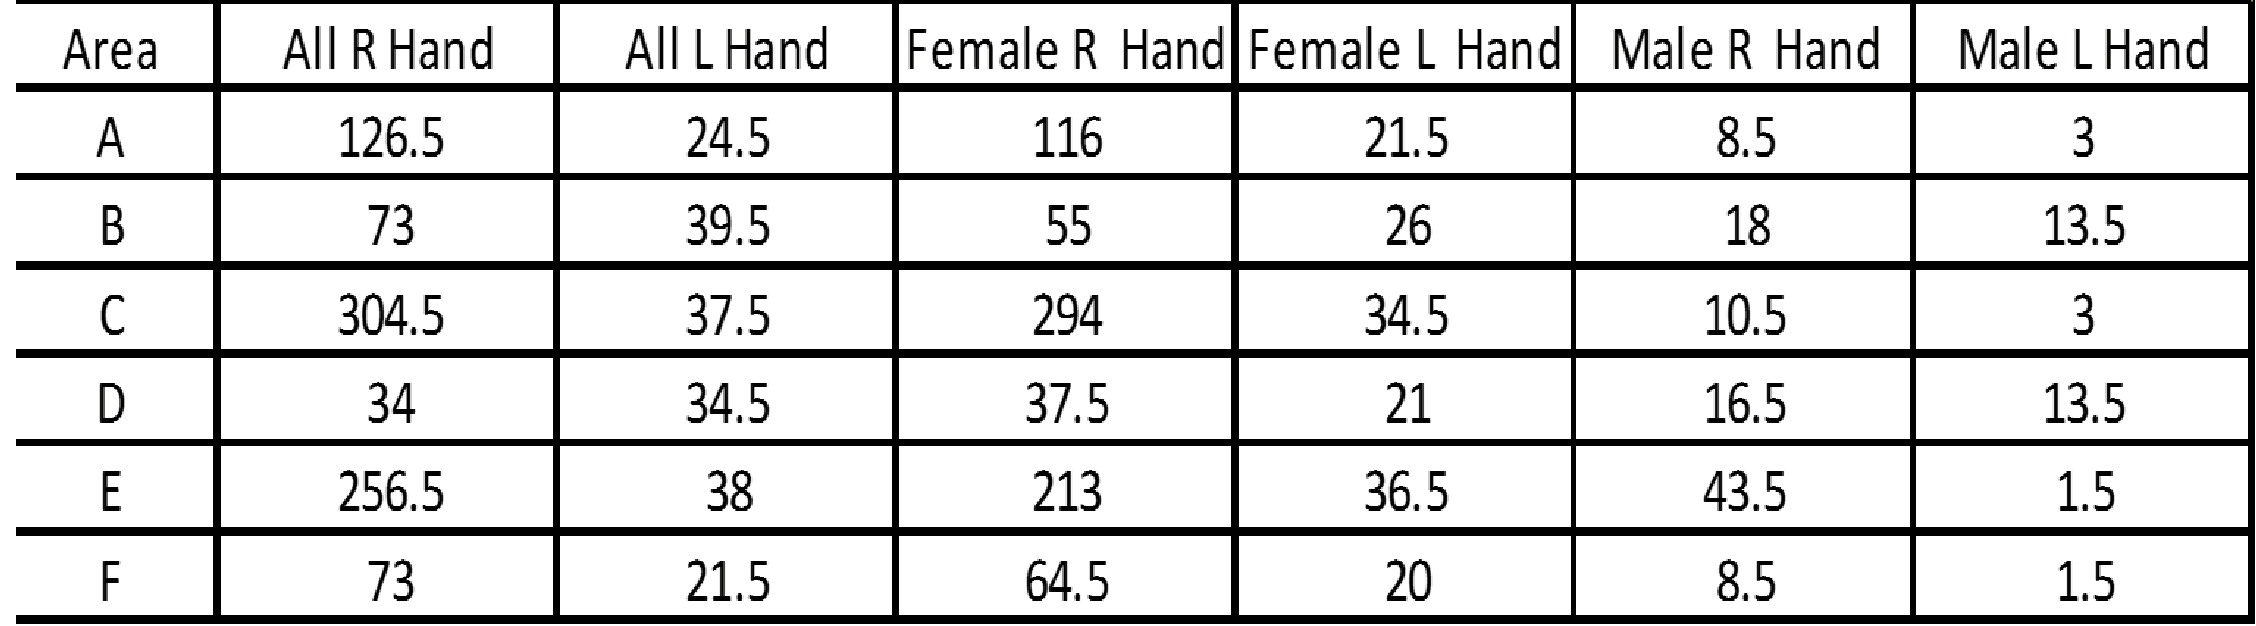 Area All R Hand All L Hand Female R Hand Female L Hand Male R Hand Male L Hand
A 126.5 24.5 116 21.5 8.5 3
B 73 39.5 55 26 18 13.5
C 304.5 37.5 294 34.5 10.5 3
D 34 34.5 37.5 21 16.5 13.5
E 256.5 38 213 36.5 43.5 1.5
F 73 21.5 64.5 20 8.5 1.5